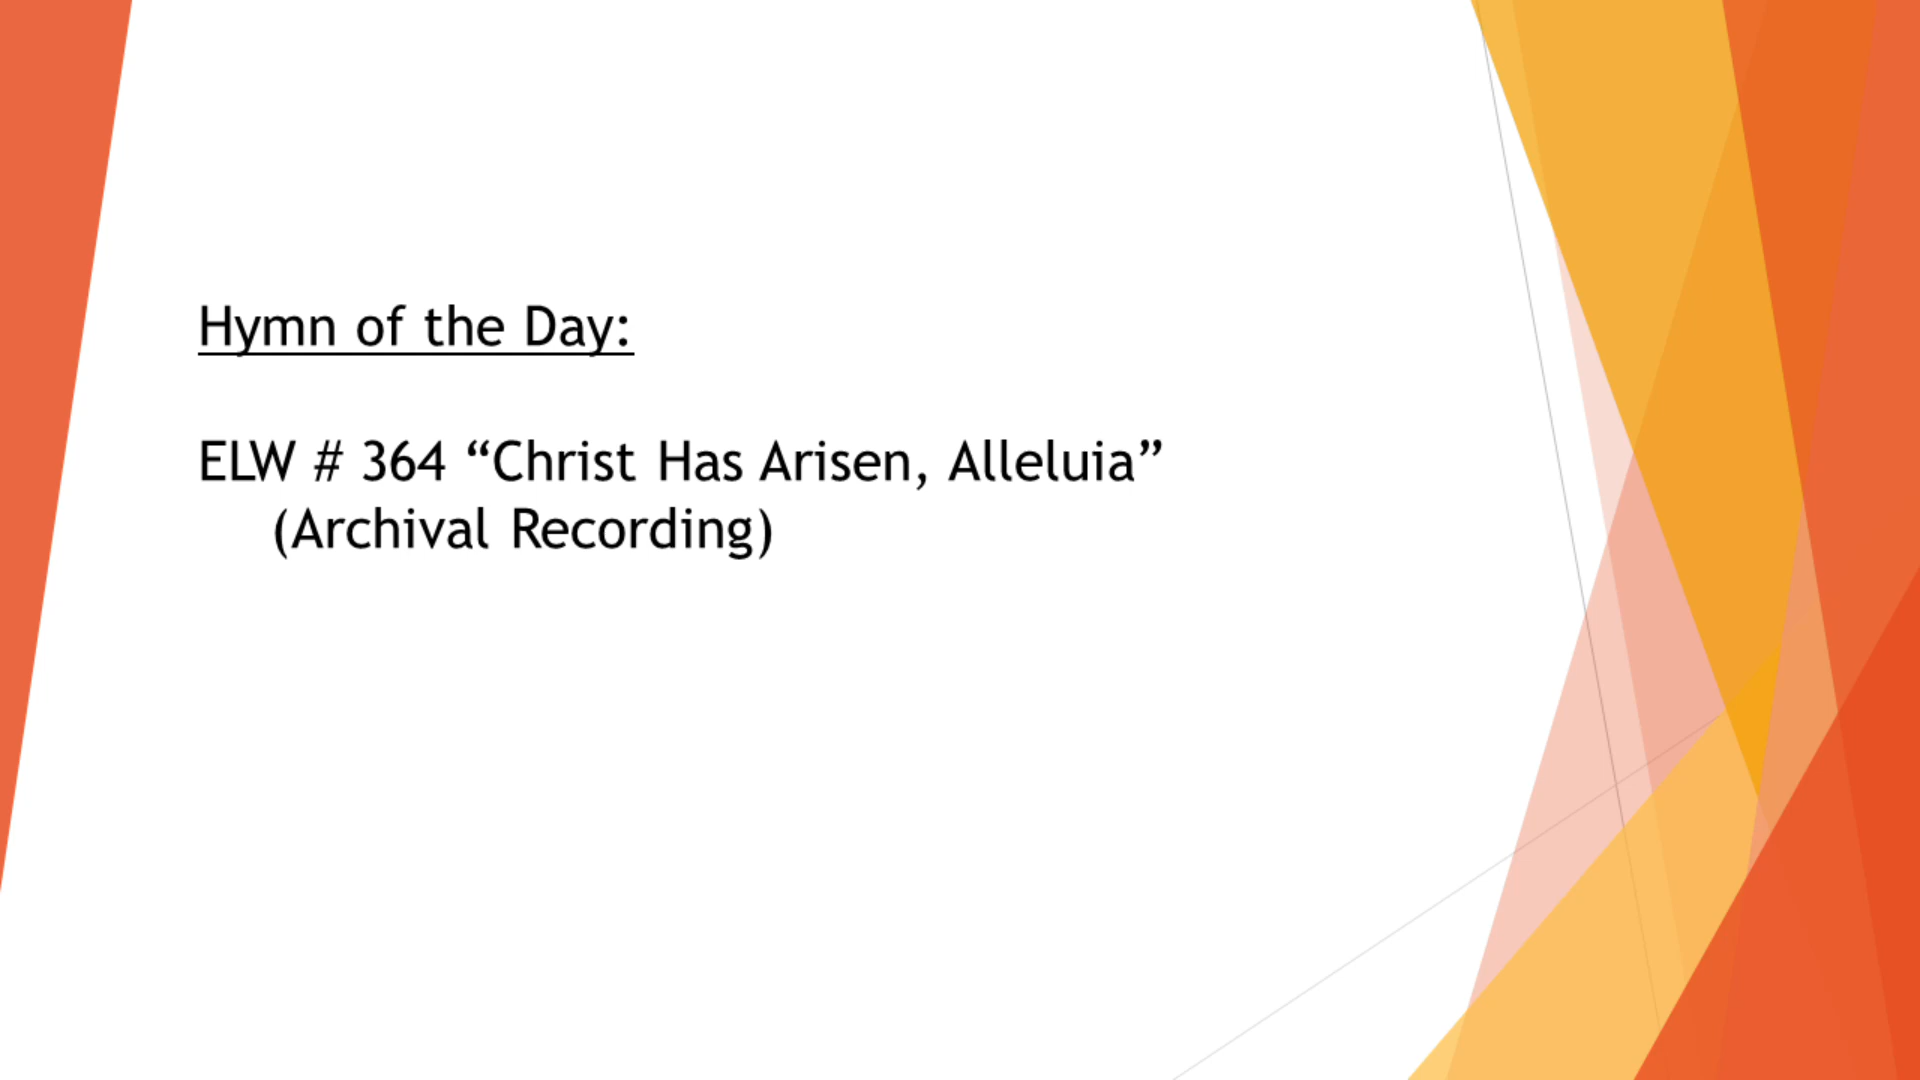 Hymn of the Day:
ELW # 364 “Christ Has Arisen, Alleluia”
(Archival Recording)